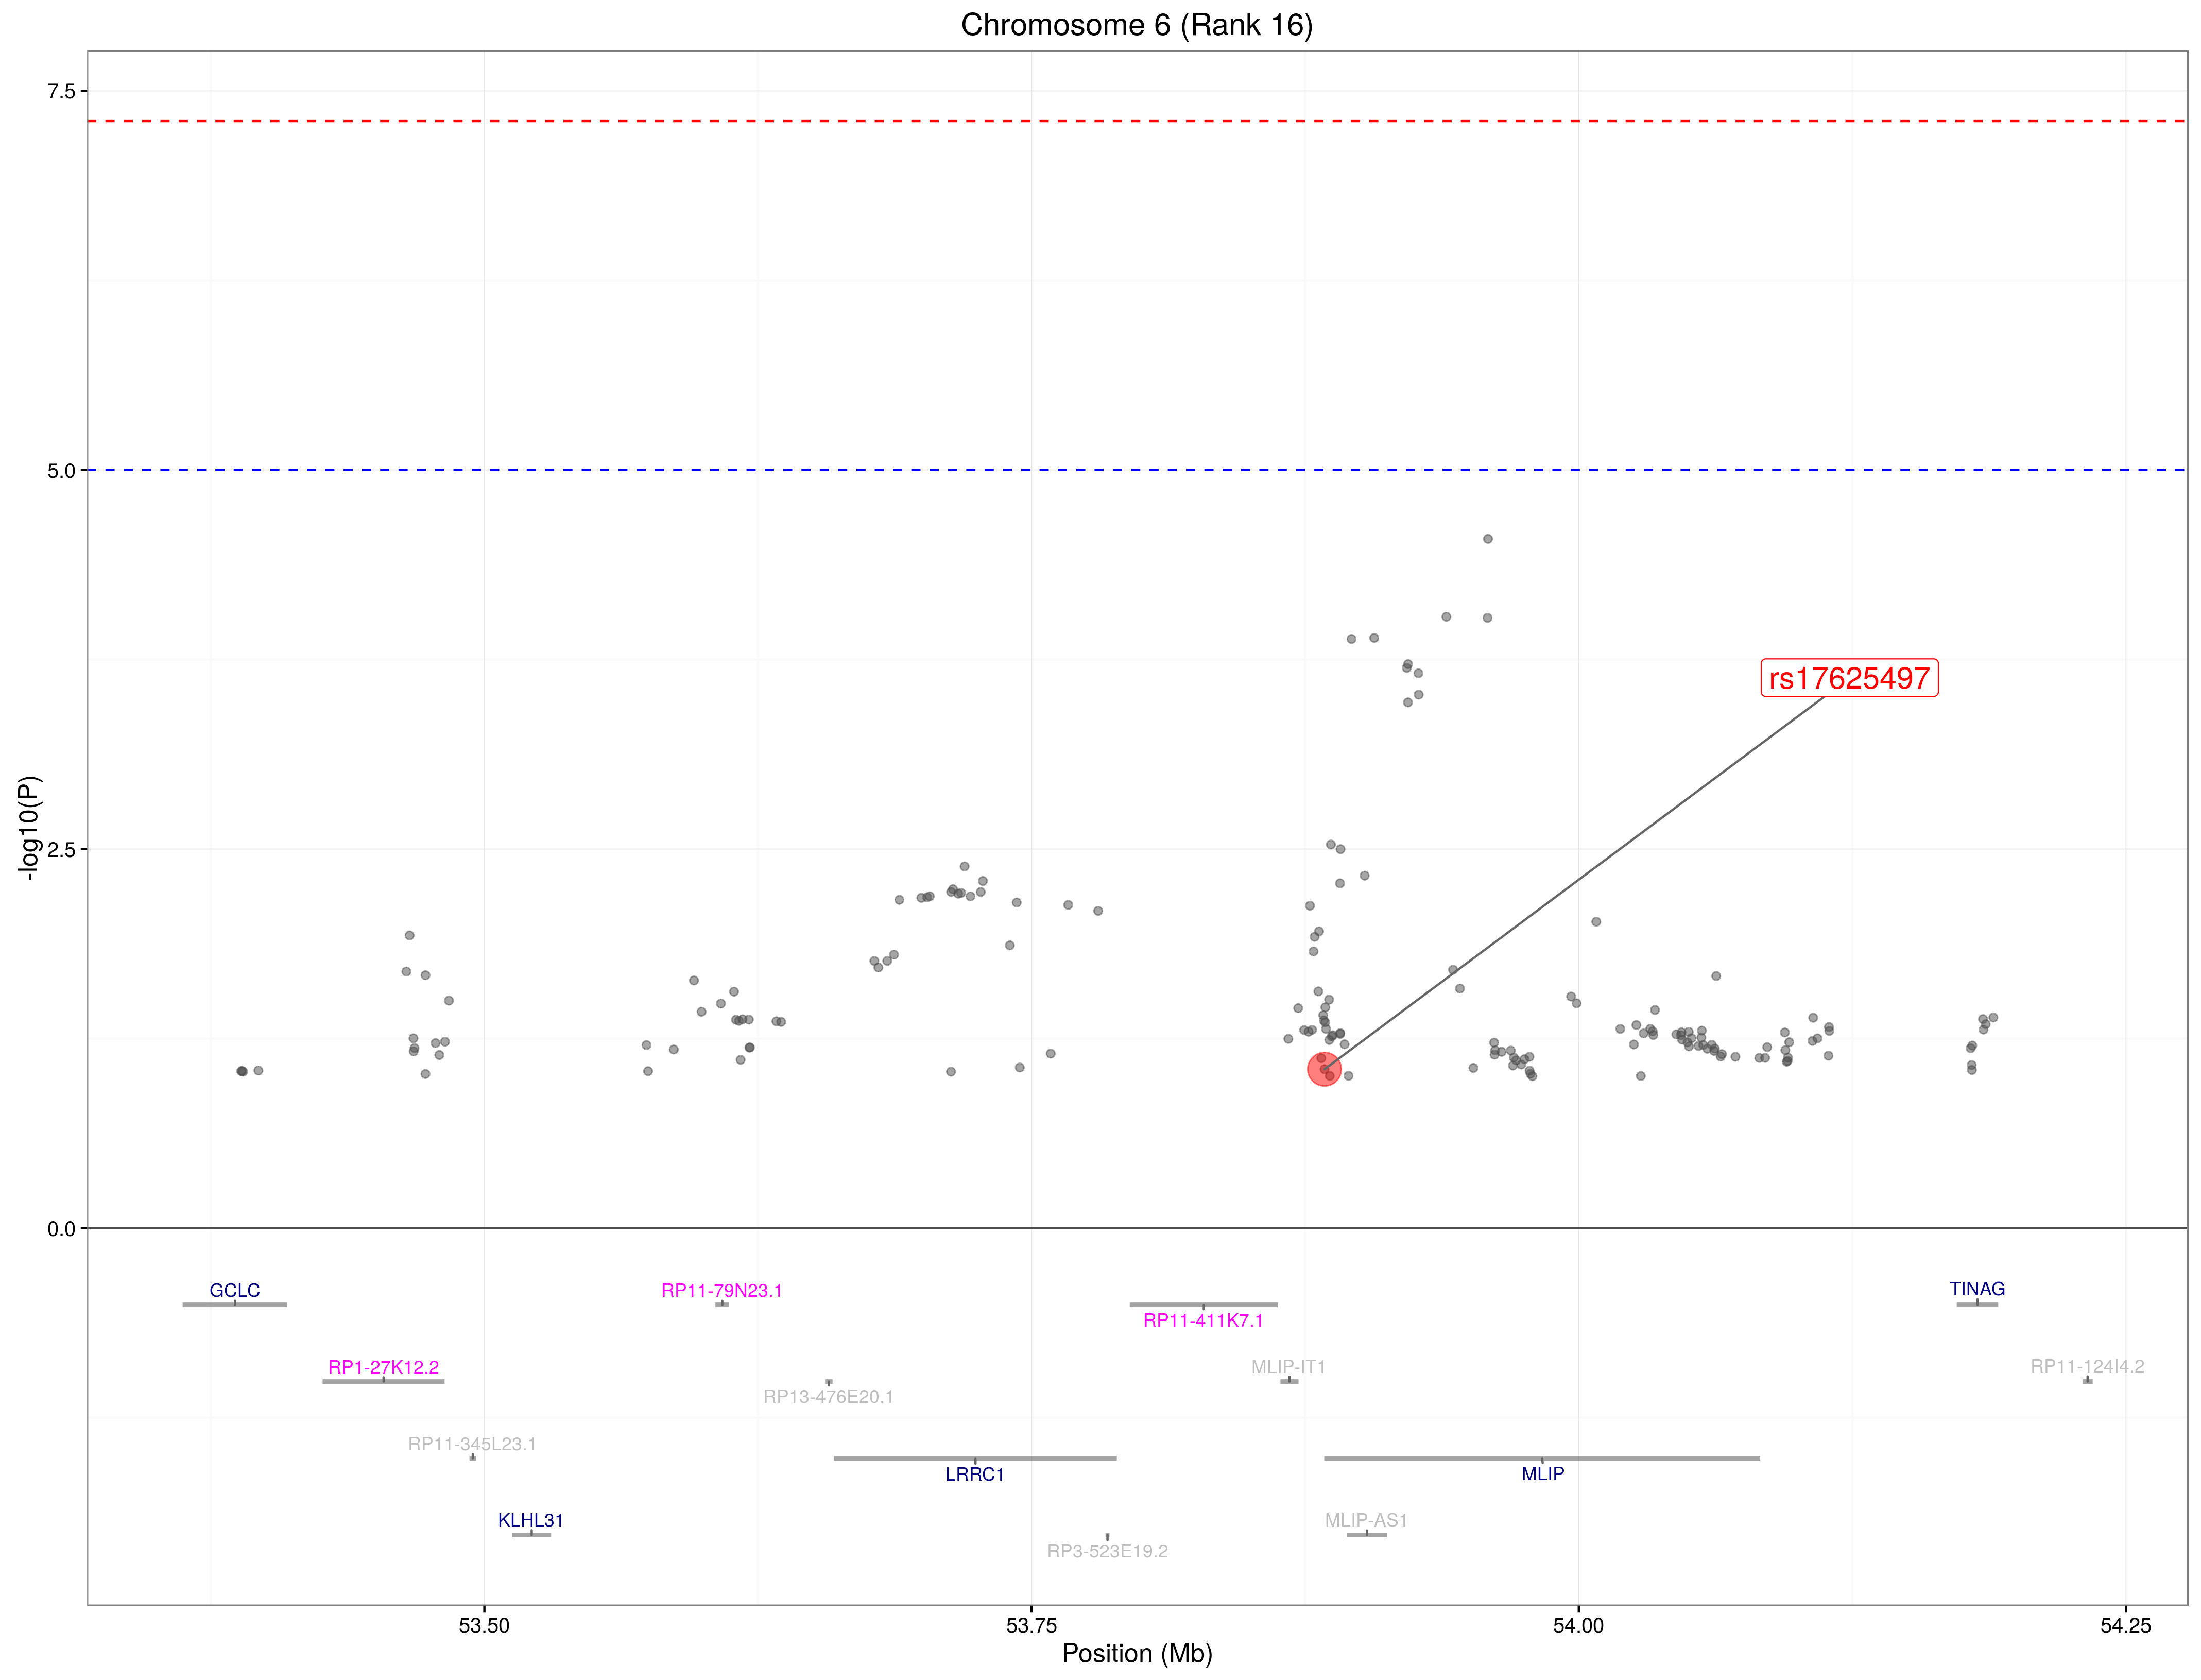 Chromosome 6 (Rank 16)
7.5
5.0
2.5
0.0
-log10(P)
rs17625497
GCLC
RP11-79N23.1
RP11-411K7.1
TINAG
RP1-27K12.2
RP13-476E20.1
MLIP-IT1
RP11-124I4.2
RP11-345L23.1
LRRC1
MLIP
KLHL31
RP3-523E19.2
MLIP-AS1
53.50
53.75
54.00
54.25
Position (Mb)